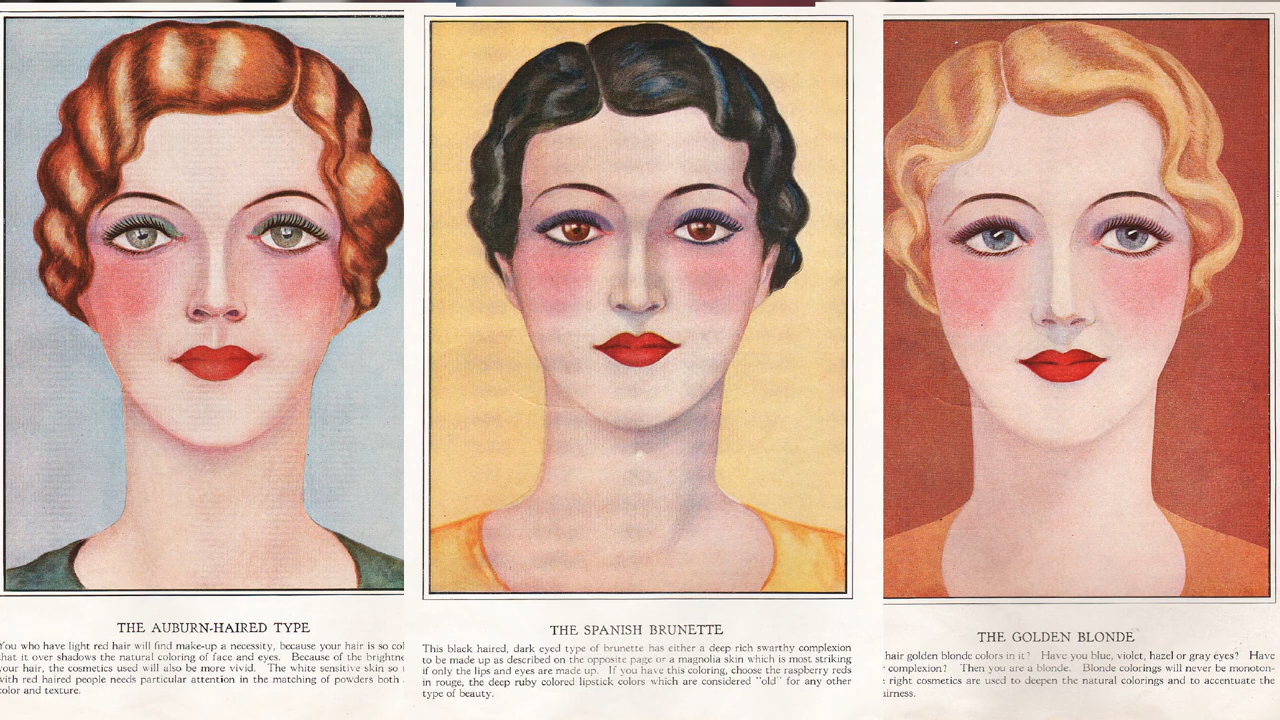 THE AUBURN-HAIRED TYPE
You who have light red hair will find make-up a necessity, because your hair is so col
that it over shadows the natural coloring of face and eyes. Because of the brightne
your hair, the cosmetics used will also be more vivid. The white sensitive skin so
with red haired people needs particular attention in the matching of powders both
color and texture.
THE SPANISH BRUNETTE
This black haired, dark eyed type of brunette has either a deep rich swarthy complexion
to be made up as described on the opposite page or a magnolia skin which is most striking
if only the lips and eyes are made up. If you have this coloring, choose the raspberry reds
in rouge, the deep ruby colored lipstick colors which are considered "old" for any other
type of beauty.
THE GOLDEN BLONDE
hair golden blonde colors in it? Have you blue, violet, hazel or gray eyes? Have
complexion? Then you are a blonde. Blonde colorings will never be monoton-
right cosmetics are used to deepen the natural colorings and to accentuate the
airness.